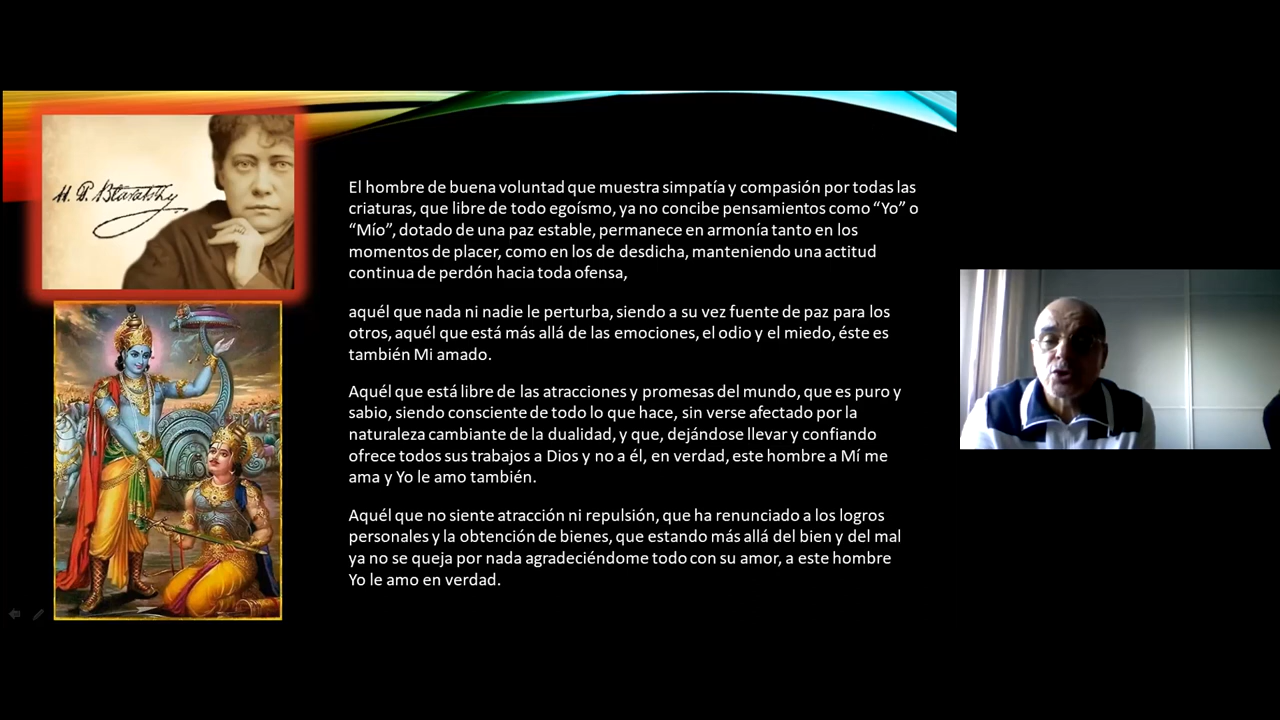 H. P. Blavatsky
El hombre de buena voluntad que muestra simpatía y compasión por todas las
criaturas, que libre de todo egoísmo, ya no concibe pensamientos como “Yo” o
“Mío”, dotado de una paz estable, permanece en armonía tanto en los
momentos de placer, como en los de desdicha, manteniendo una actitud
continua de perdón hacia toda ofensa,
aquél que nada ni nadie le perturba, siendo a su vez fuente de paz para los
otros, aquél que está más allá de las emociones, el odio y el miedo, éste es
también Mi amado.
Aquél que está libre de las atracciones y promesas del mundo, que es puro y
sabio, siendo consciente de todo lo que hace, sin verse afectado por la
naturaleza cambiante de la dualidad, y que, dejándose llevar y confiando
ofrece todos sus trabajos a Dios y no a él, en verdad, este hombre a Mí me
ama y Yo le amo también.
Aquél que no siente atracción ni repulsión, que ha renunciado a los logros
personales y la obtención de bienes, que estando más allá del bien y del mal
ya no se queja por nada agradeciéndome todo con su amor, a este hombre
Yo le amo en verdad.